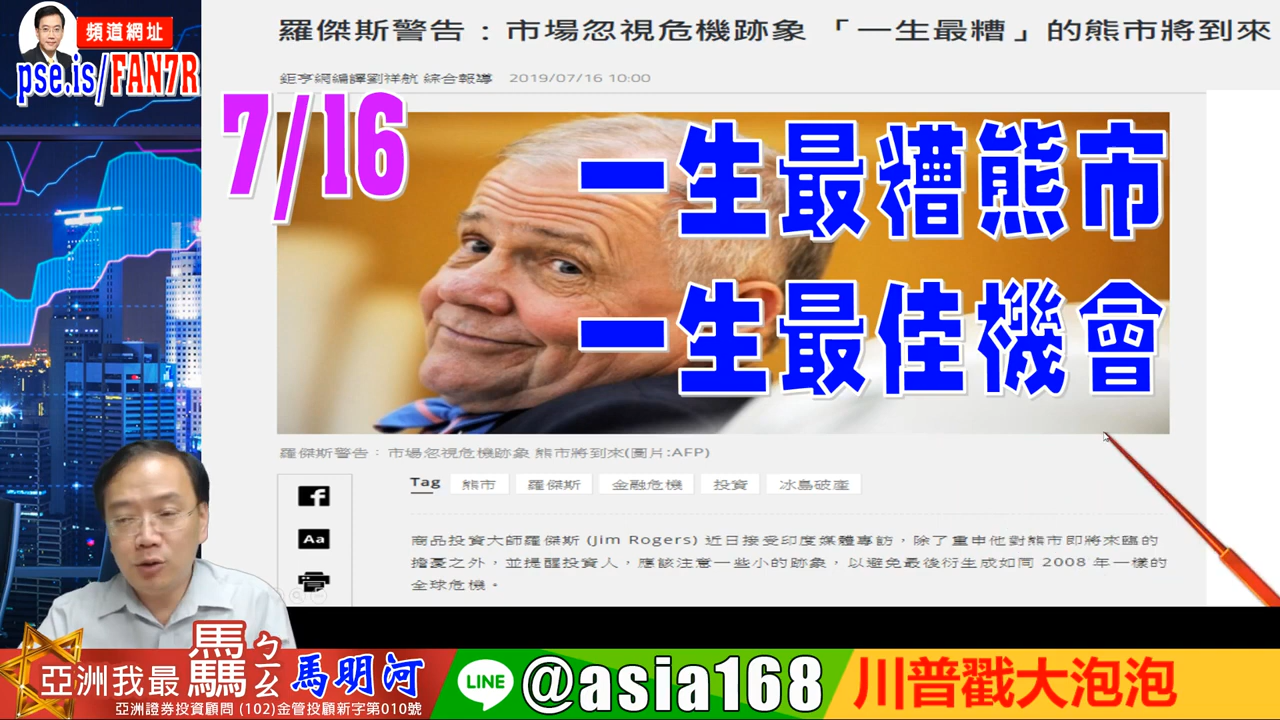 頻道網址
pse.is/FAN7R
羅傑斯警告：市場忽視危機跡象 「一生最糟」的熊市將到來
鉅亨網編譯劉祥航 綜合報導 2019/07/16 10:00
7/16
一生最糟熊市
一生最佳機會
羅傑斯警告：市場忽視危機跡象 熊市將到來(圖片:AFP)
Tag 熊市 羅傑斯 金融危機 投資 冰島破產
Aa
商品投資大師羅傑斯 (Jim Rogers) 近日接受印度媒體專訪，除了重申他對熊市即將來臨的
擔憂之外，並提醒投資人，應該注意一些小的跡象，以避免最後衍生成如同 2008 年一樣的
全球危機。
亞洲我最馬驫ㄅㄧㄠ 馬明河
亞洲證券投資顧問 (102)金管投顧新字第010號
LINE @asia168
川普戳大泡泡